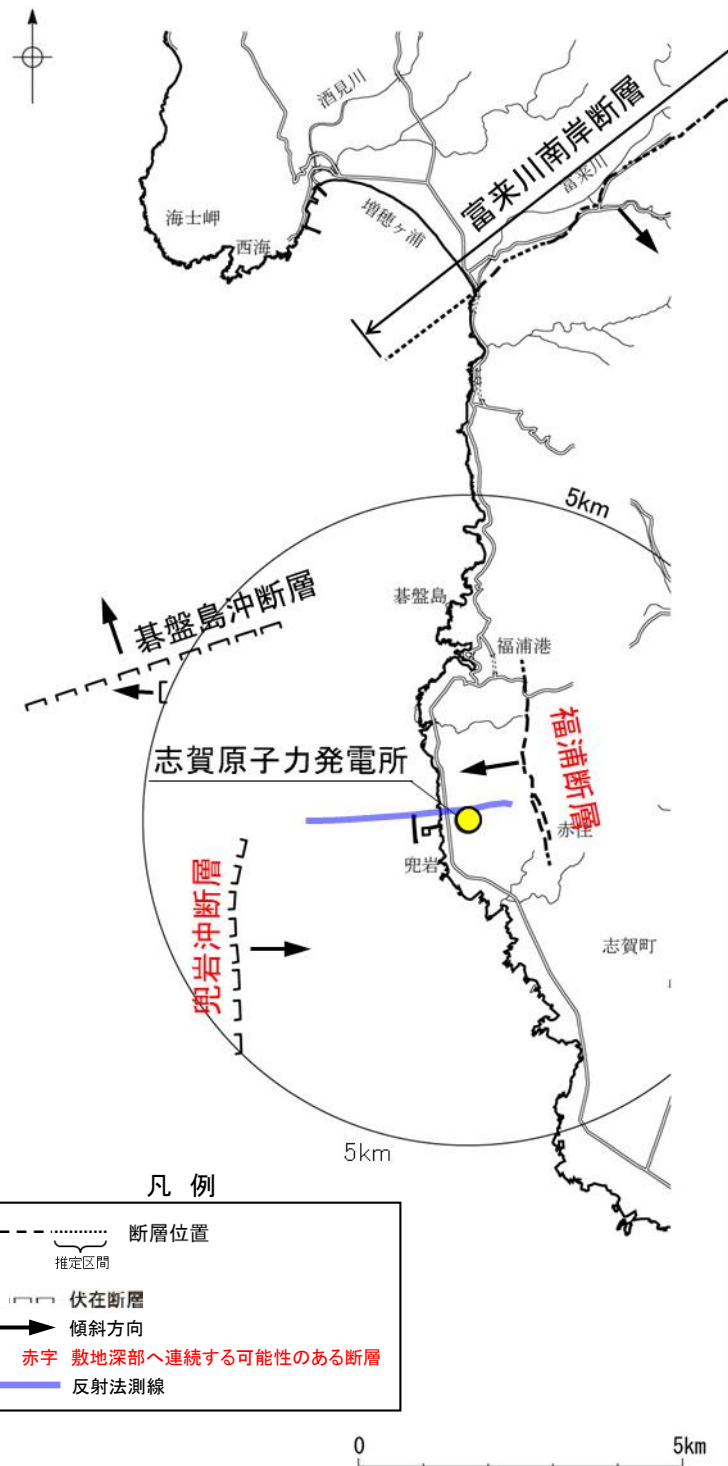 酒見川
富来川南岸断層
富来川
増穂ヶ浦
海士岬
西海
5km
碁盤島
碁盤島沖断層
福浦港
志賀原子力発電所
福浦断層
赤住
兜岩
兜岩沖断層
志賀町
5km
凡 例
断層位置
推定区間
伏在断層
傾斜方向
赤字 敷地深部へ連続する可能性のある断層
反射法測線
0 5km